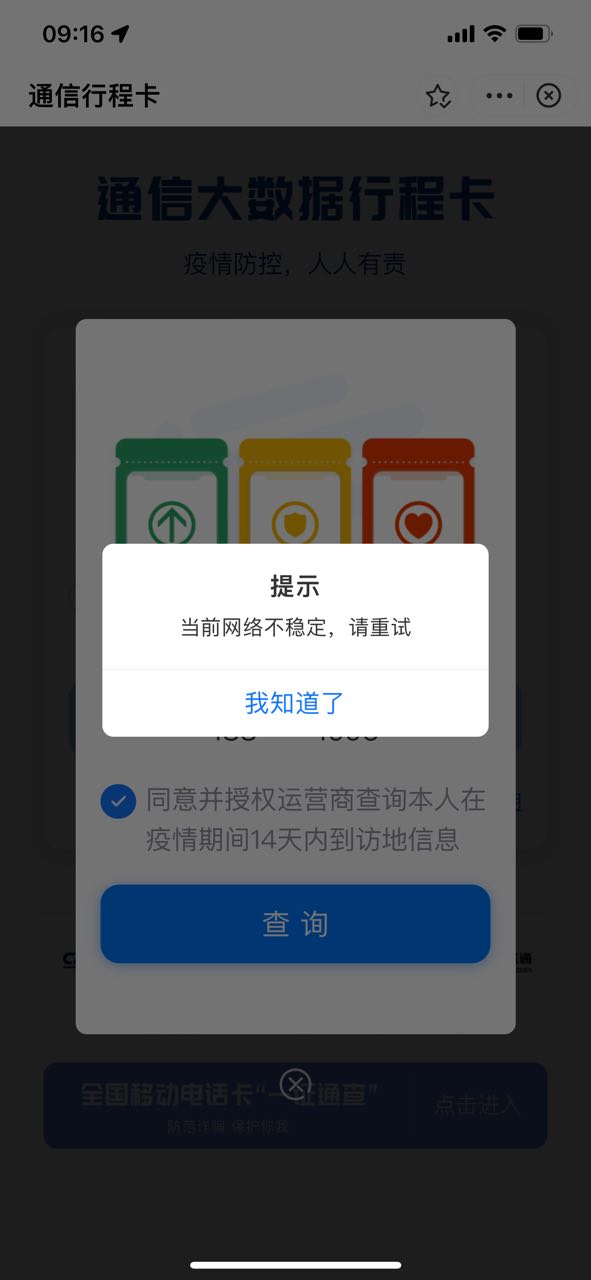 09:16
通信行程卡
通信大数据行程卡
疫情防控，人人有责
提示
当前网络不稳定，请重试
我知道了
同意并授权运营商查询本人在
疫情期间14天内到访地信息
查 询
全国移动电话卡“一证通查”
点击进入
防范诈骗 保护你我